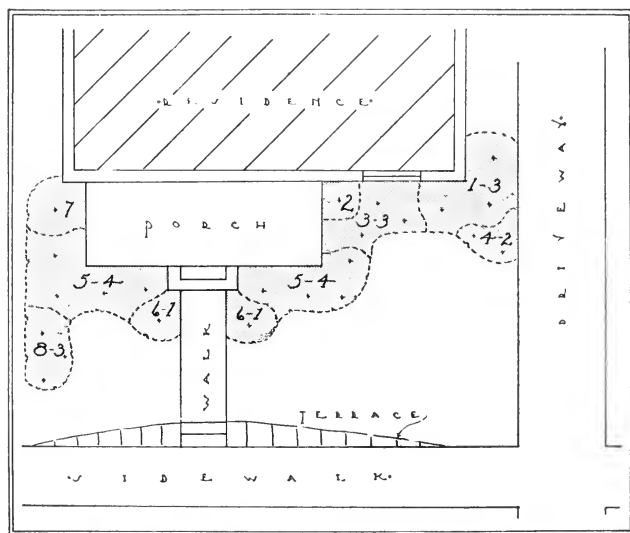 ·RESIDENCE·
1-3
7
2
3-3
PORCH
4-2
5-4
5-4
6-1
6-1
8-3
WALK
DRIVEWAY·
TERRACE
·SIDEWALK·